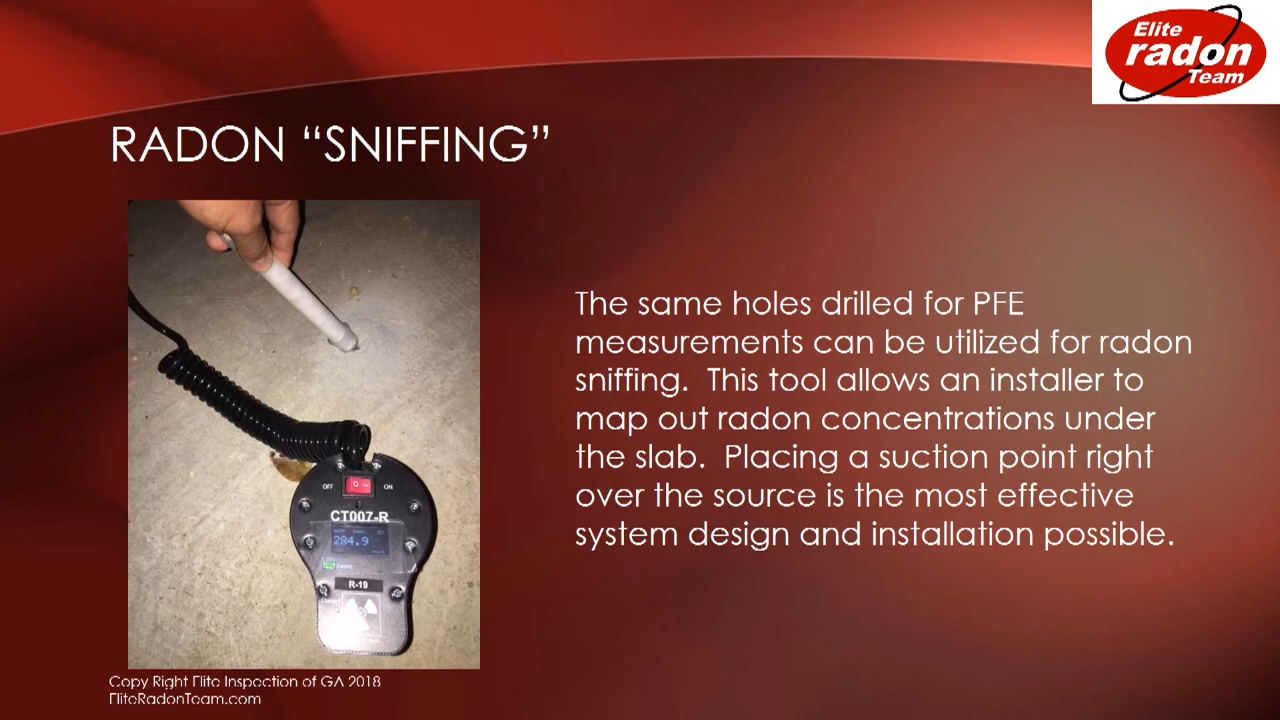 Elite
radon
Team
RADON “SNIFFING”
The same holes drilled for PFE
measurements can be utilized for radon
sniffing.  This tool allows an installer to
map out radon concentrations under
the slab.  Placing a suction point right
over the source is the most effective
system design and installation possible.
OFF
ON
CT007-R
284.9
R-19
Copy Right Elite Inspection of GA 2018
EliteRadonTeam.com